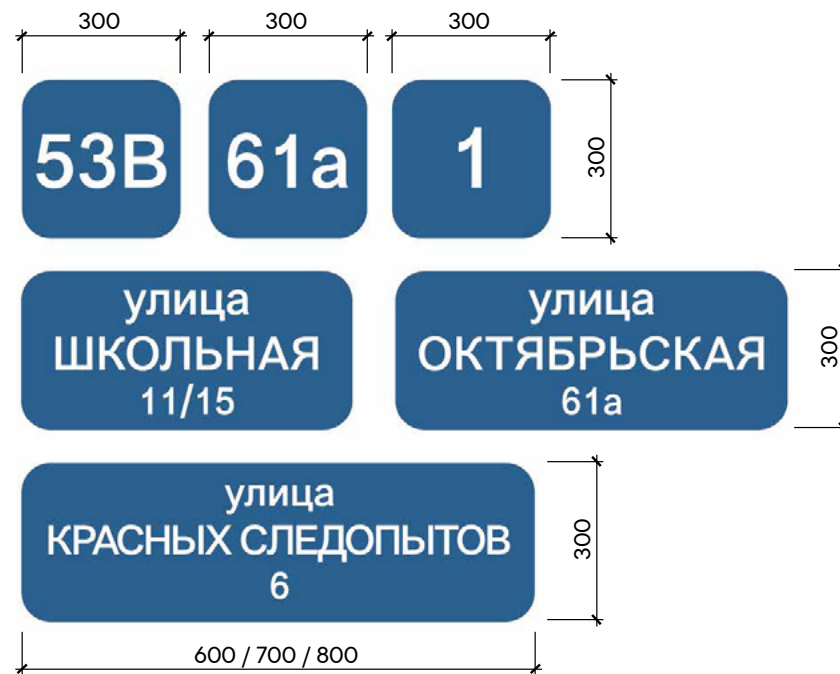 300 300 300
53В 61а 1
300
улица
ШКОЛЬНАЯ
11/15
улица
ОКТЯБРЬСКАЯ
61а
300
улица
КРАСНЫХ СЛЕДОПЫТОВ
6
300
600 / 700 / 800